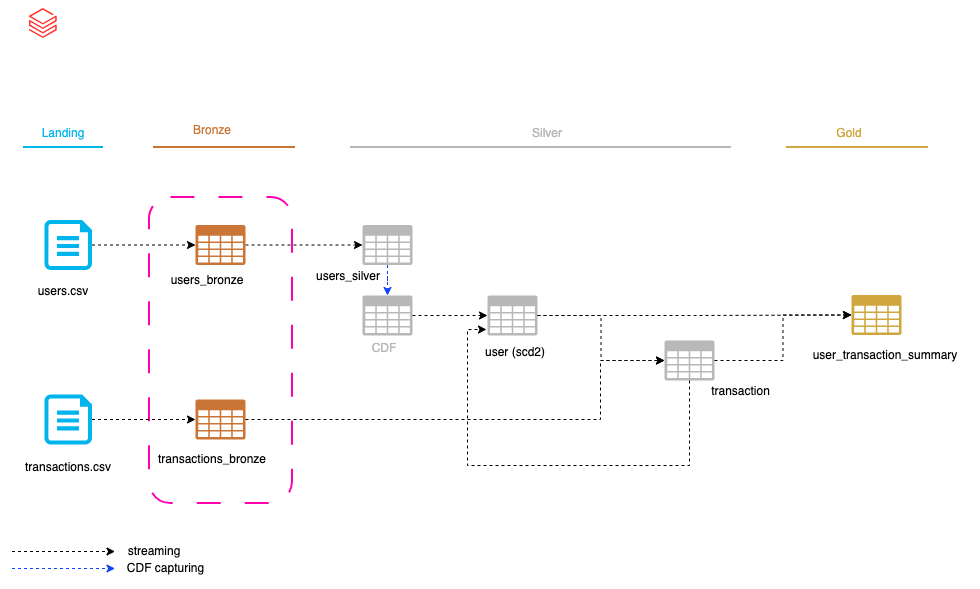 Landing
Bronze
Silver
Gold
users.csv
users_bronze
users_silver
CDF
user (scd2)
user_transaction_summary
transaction
transactions.csv
transactions_bronze
streaming
CDF capturing